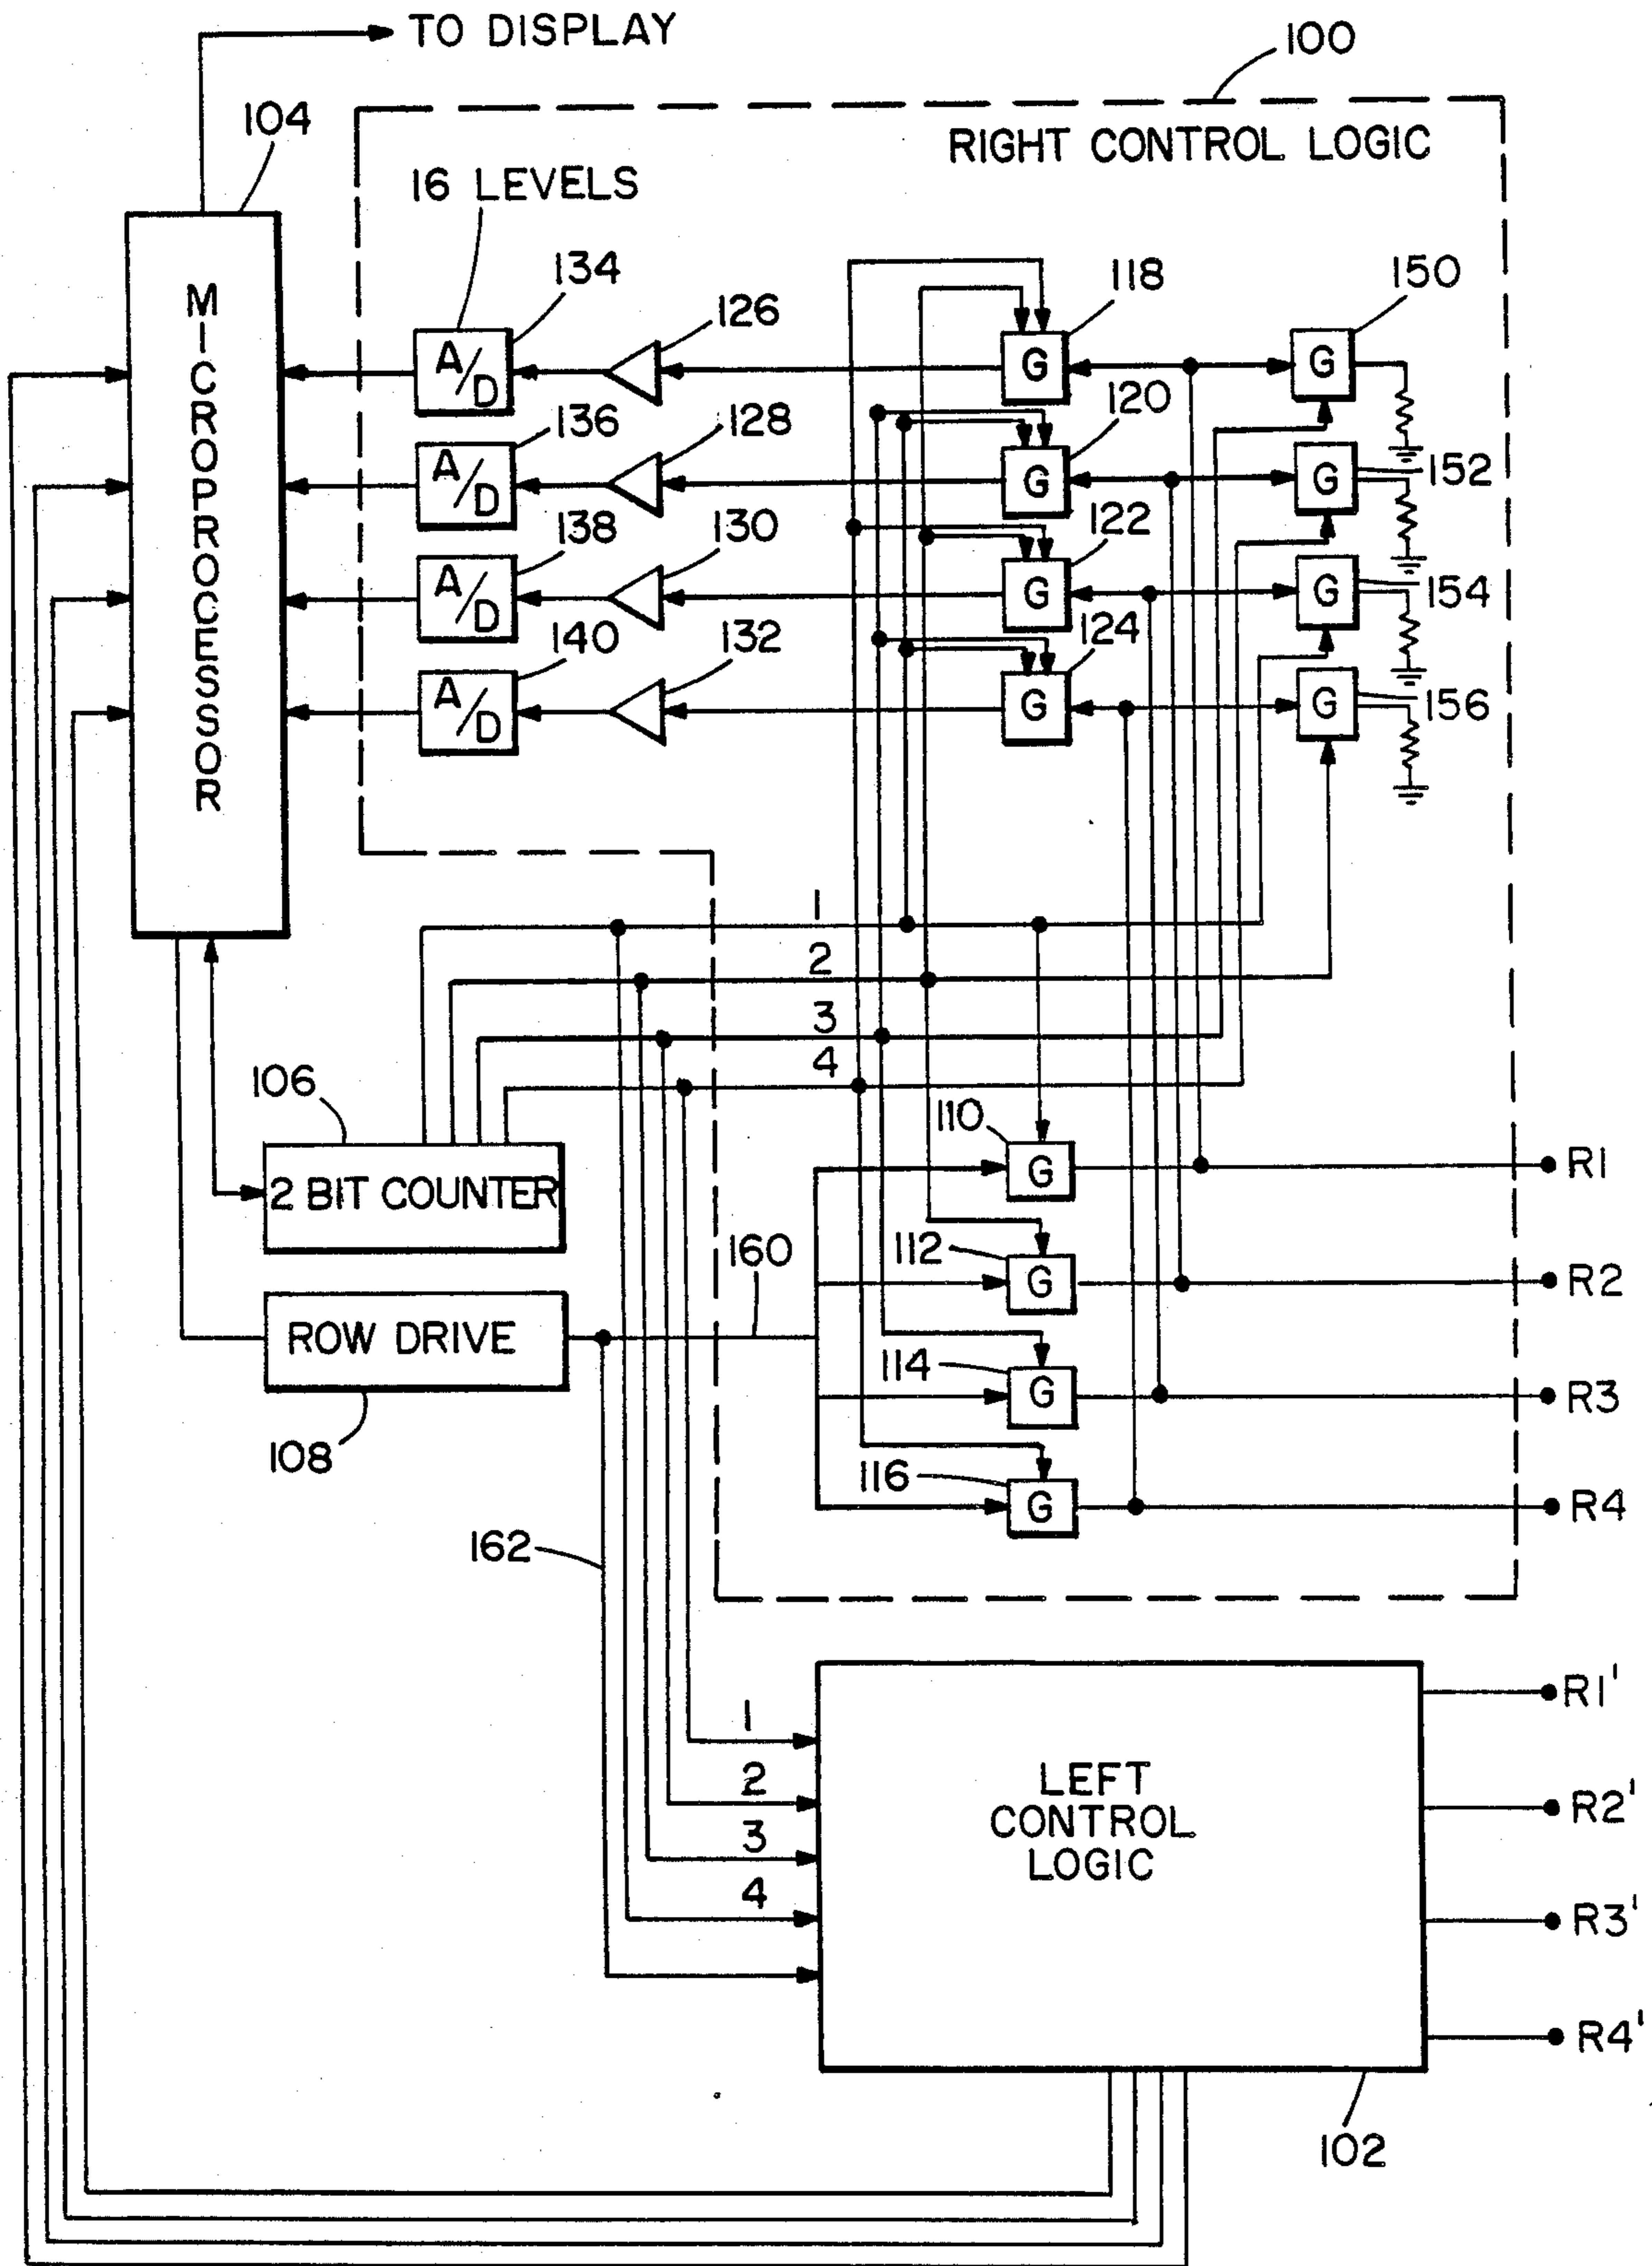 TO DISPLAY
100
104
RIGHT CONTROL LOGIC
16 LEVELS
134
126
118
150
MICROPROCESSOR
A/D
G
G
136
128
120
A/D
G
G
152
138
130
122
A/D
G
G
154
140
132
124
A/D
G
G
156
1
2
3
4
106
110
2 BIT COUNTER
G
R1
160
112
G
R2
ROW DRIVE
114
G
R3
108
116
G
R4
162
1
R1'
2
LEFT
CONTROL
LOGIC
R2'
3
4
R3'
R4'
102